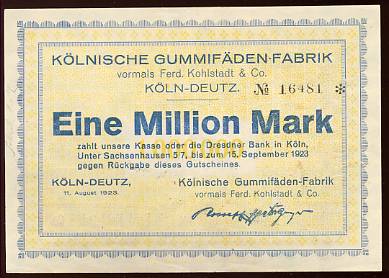 KÖLNISCHE GUMMIFÄDEN-FABRIK
vormals Ferd. Kohlstadt & Co.
KÖLN-DEUTZ. № 16481 *
Eine Million Mark
zahlt unsere Kasse oder die Dresdner Bank in Köln,
Unter Sachsenhausen 5/7, bis zum 15. September 1923
gegen Rückgabe dieses Gutscheines.
KÖLN-DEUTZ, Kölnische Gummifäden-Fabrik
11. August 1923. vormals Ferd. Kohlstadt & Co.